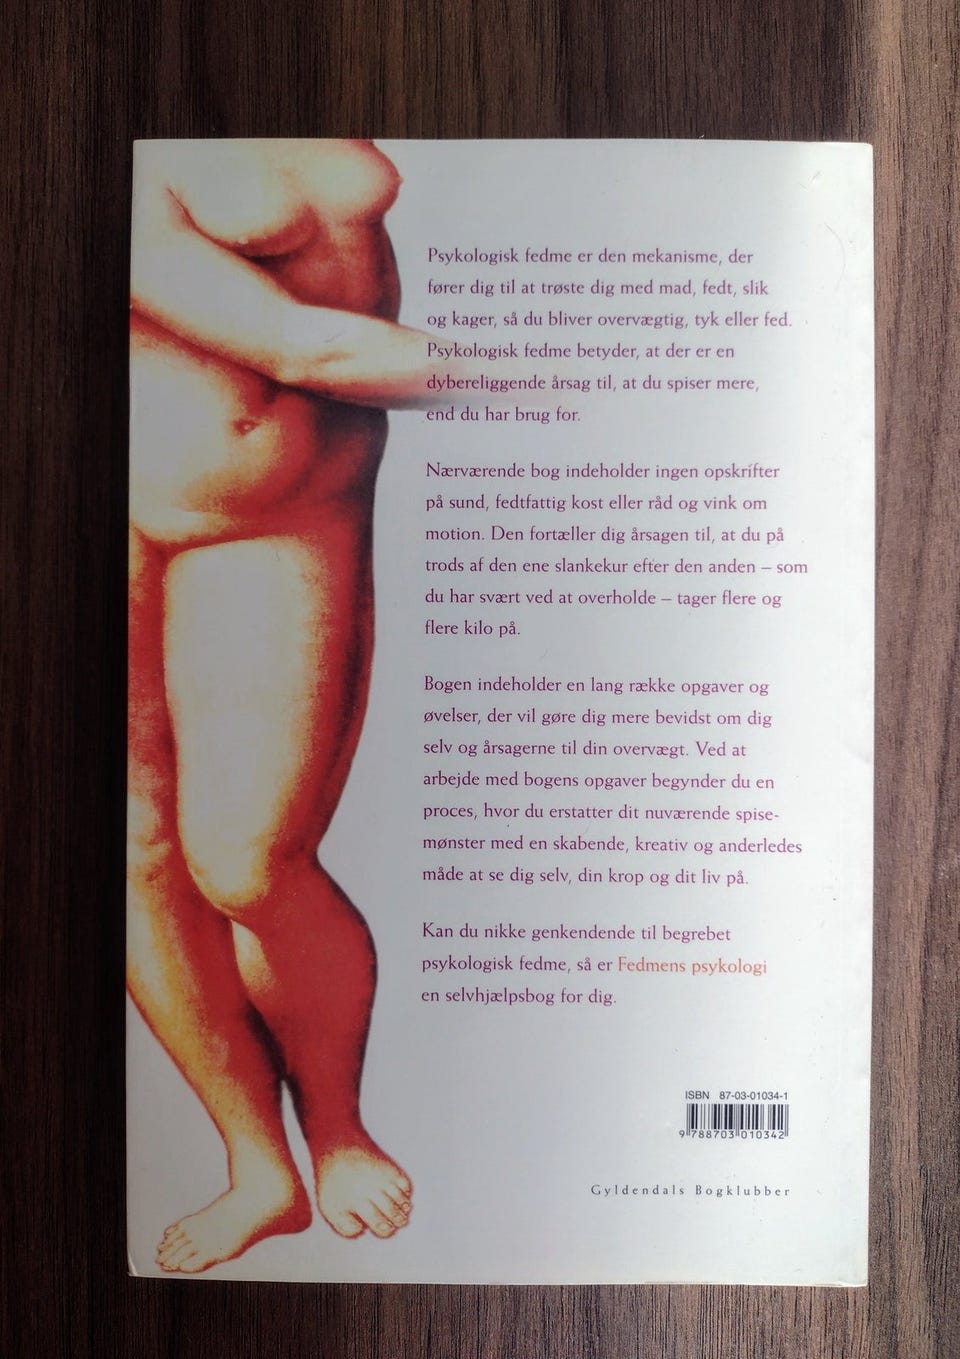 Psykologisk fedme er den mekanisme, der
fører dig til at trøste dig med mad, fedt, slik
og kager, så du bliver overvægtig, tyk eller fed.
Psykologisk fedme betyder, at der er en
dybereliggende årsag til, at du spiser mere,
end du har brug for.
Nærværende bog indeholder ingen opskrifter
på sund, fedtfattig kost eller råd og vink om
motion. Den fortæller dig årsagen til, at du på
trods af den ene slankekur efter den anden – som
du har svært ved at overholde – tager flere og
flere kilo på.
Bogen indeholder en lang række opgaver og
øvelser, der vil gøre dig mere bevidst om dig
selv og årsagerne til din overvægt. Ved at
arbejde med bogens opgaver begynder du en
proces, hvor du erstatter dit nuværende spise-
mønster med en skabende, kreativ og anderledes
måde at se dig selv, din krop og dit liv på.
Kan du nikke genkendende til begrebet
psykologisk fedme, så er Fedmens psykologi
en selvhjælpsbog for dig.
ISBN 87-03-01034-1
9 788703 010342
Gyldendals Bogklubber